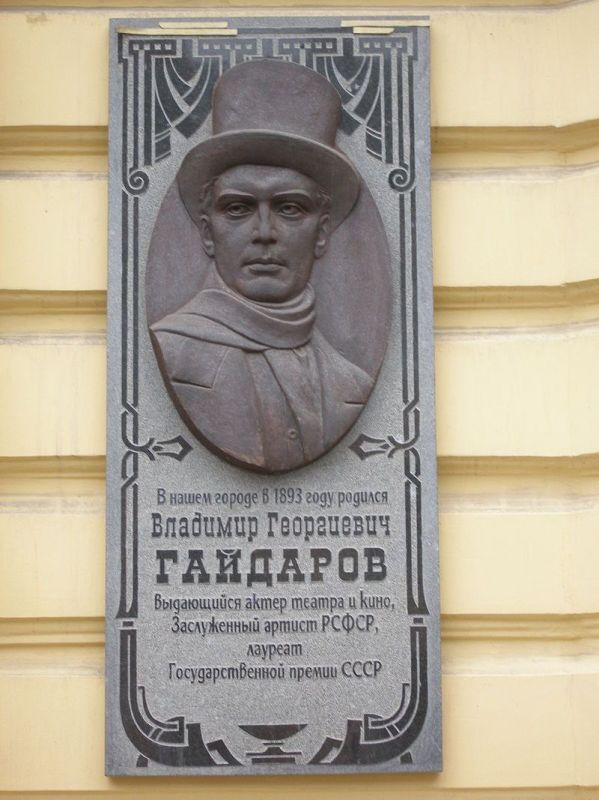 В нашем городе в 1893 году родился
Владимир Георгиевич
ГАЙДАРОВ
выдающийся актер театра и кино,
Заслуженный артист РСФСР,
лауреат
Государственной премии СССР